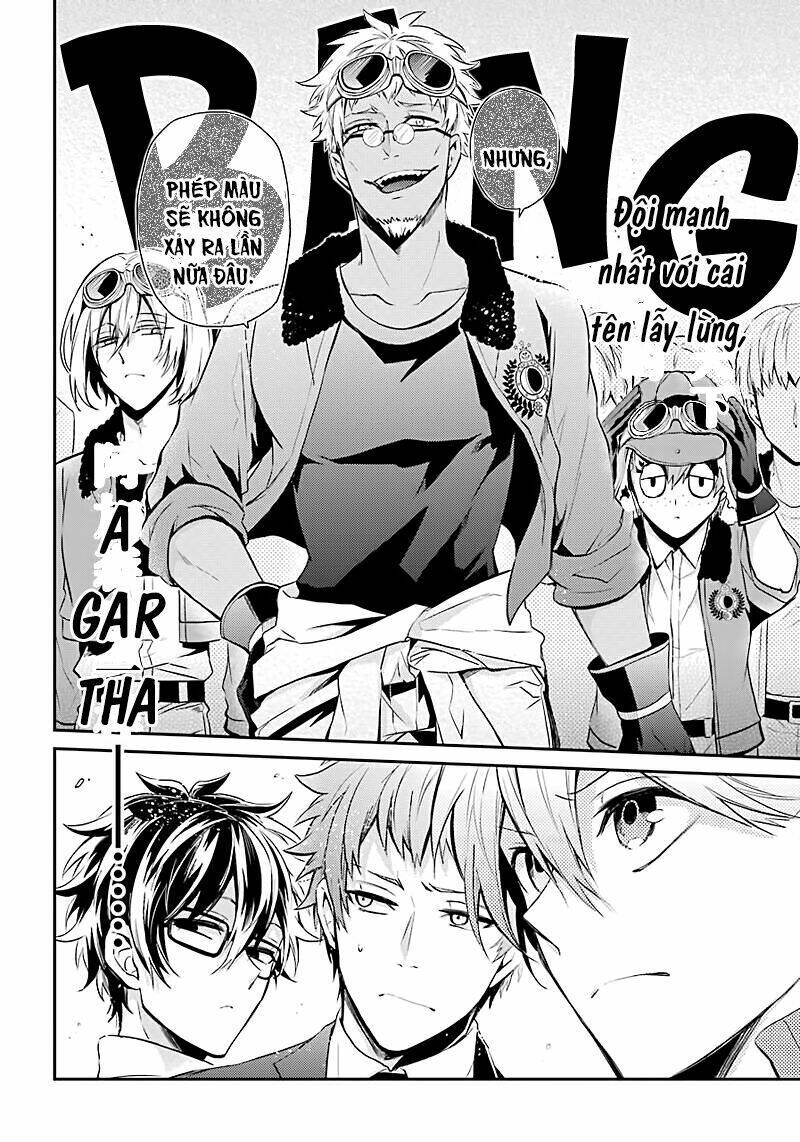 BANG
NHƯNG,
PHÉP MÀU
SẼ KHÔNG
XẢY RA LẦN
NỮA ĐÂU.
Đội mạnh
nhất với cái
tên lẫy lừng,
A
GAR
THA